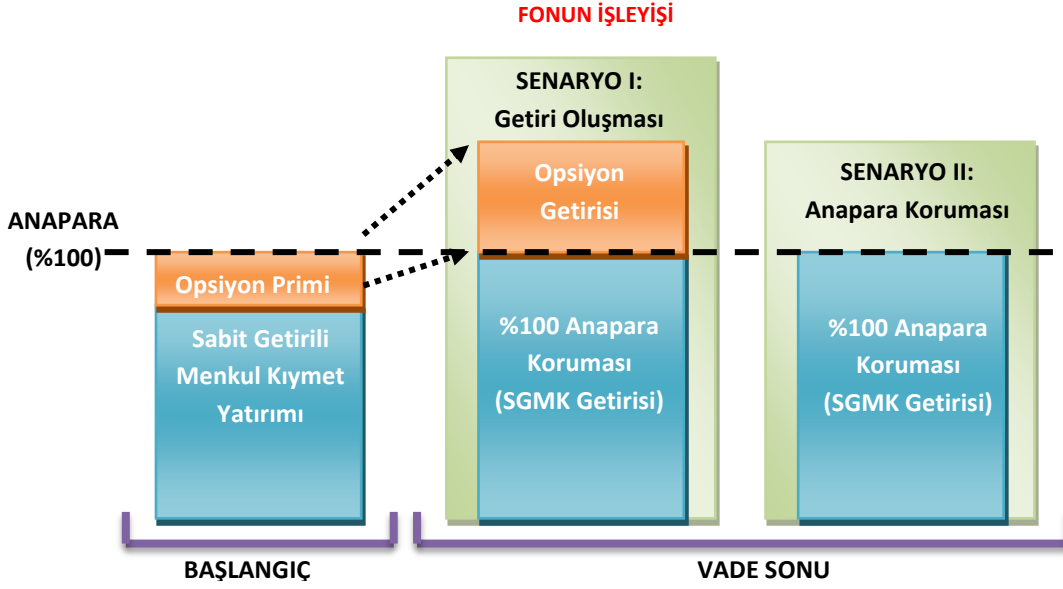 FONUN İŞLEYİŞİ
ANAPARA
(%100)
Opsiyon Primi
Sabit Getirili
Menkul Kıymet
Yatırımı
SENARYO I:
Getiri Oluşması
Opsiyon
Getirisi
%100 Anapara
Koruması
(SGMK Getirisi)
SENARYO II:
Anapara Koruması
%100 Anapara
Koruması
(SGMK Getirisi)
BAŞLANGIÇ
VADE SONU